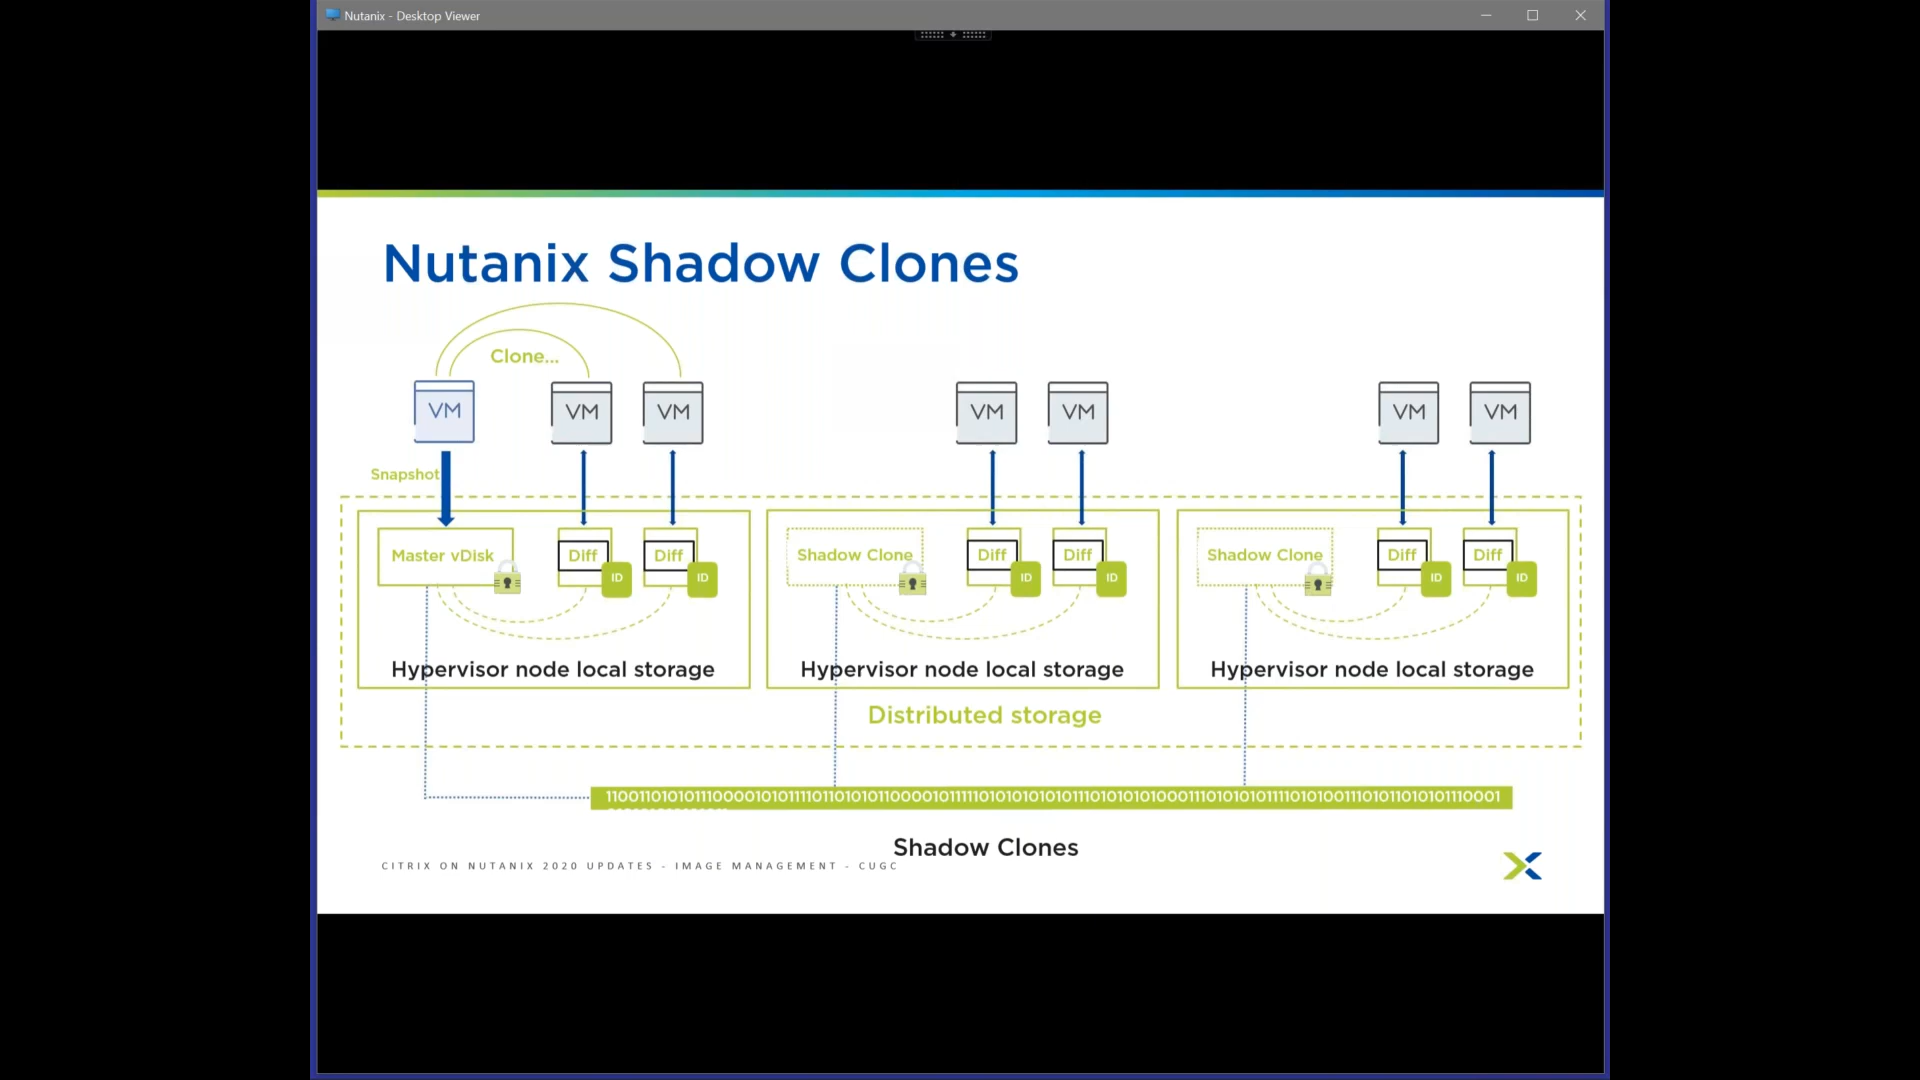 Nutanix - Desktop Viewer
Nutanix Shadow Clones
Clone...
VM VM VM VM VM VM VM
Snapshot
Master vDisk Diff ID Diff ID Shadow Clone Diff ID Diff ID Shadow Clone Diff ID Diff ID
Hypervisor node local storage Hypervisor node local storage Hypervisor node local storage
Distributed storage
Shadow Clones
CITRIX ON NUTANIX 2020 UPDATES - IMAGE MANAGEMENT - CUGC